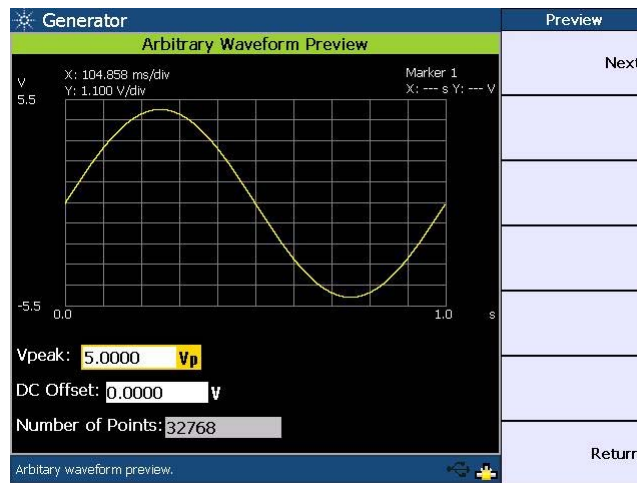 Generator
Preview
Arbitrary Waveform Preview
Next
V
X: 104.858 ms/div
Y: 1.100 V/div
Marker 1
X: --- s Y: --- V
5.5
-5.5
0.0
1.0
s
Vpeak: 5.0000 Vp
DC Offset: 0.0000 V
Number of Points: 32768
Return
Arbitary waveform preview.